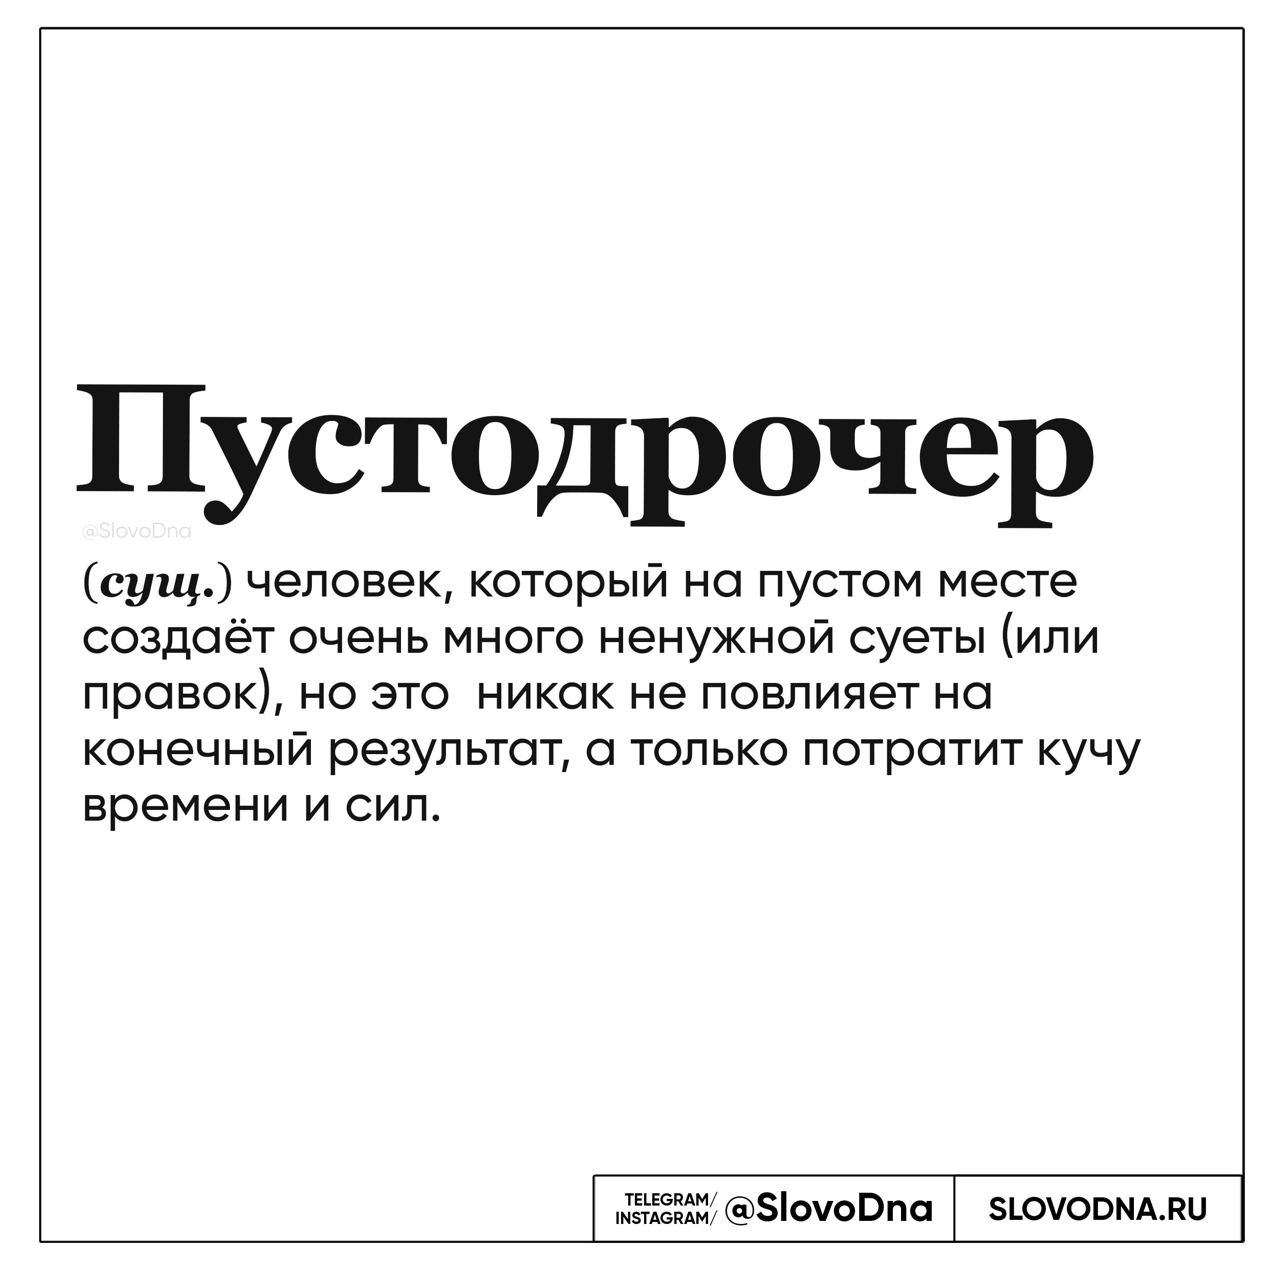 Пустодрочер
@SlovoDna
(сущ.) человек, который на пустом месте
создаёт очень много ненужной суеты (или
правок), но это  никак не повлияет на
конечный результат, а только потратит кучу
времени и сил.
TELEGRAM/
INSTAGRAM/
@SlovoDna
SLOVODNA.RU